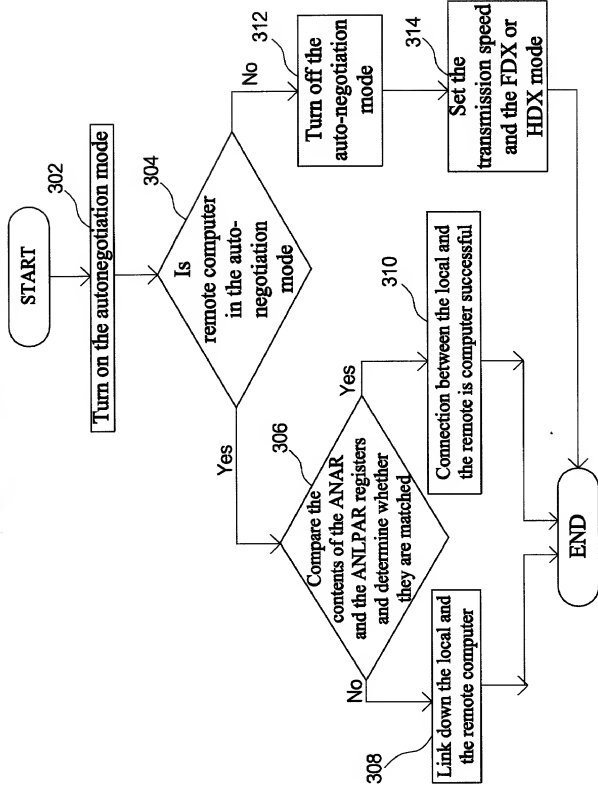 START
302
Turn on the autonegotiation mode
304
Is
remote computer
in the auto-
negotiation
mode
Yes
No
306
Compare the
contents of the ANAR
and the ANLPAR registers
and determine whether
they are matched
No
Yes
308
Link down the local and
the remote computer
310
Connection between the local and
the remote is computer successful
312
Turn off the
auto-negotiation
mode
314
Set the
transmission speed
and the FDX or
HDX mode
END